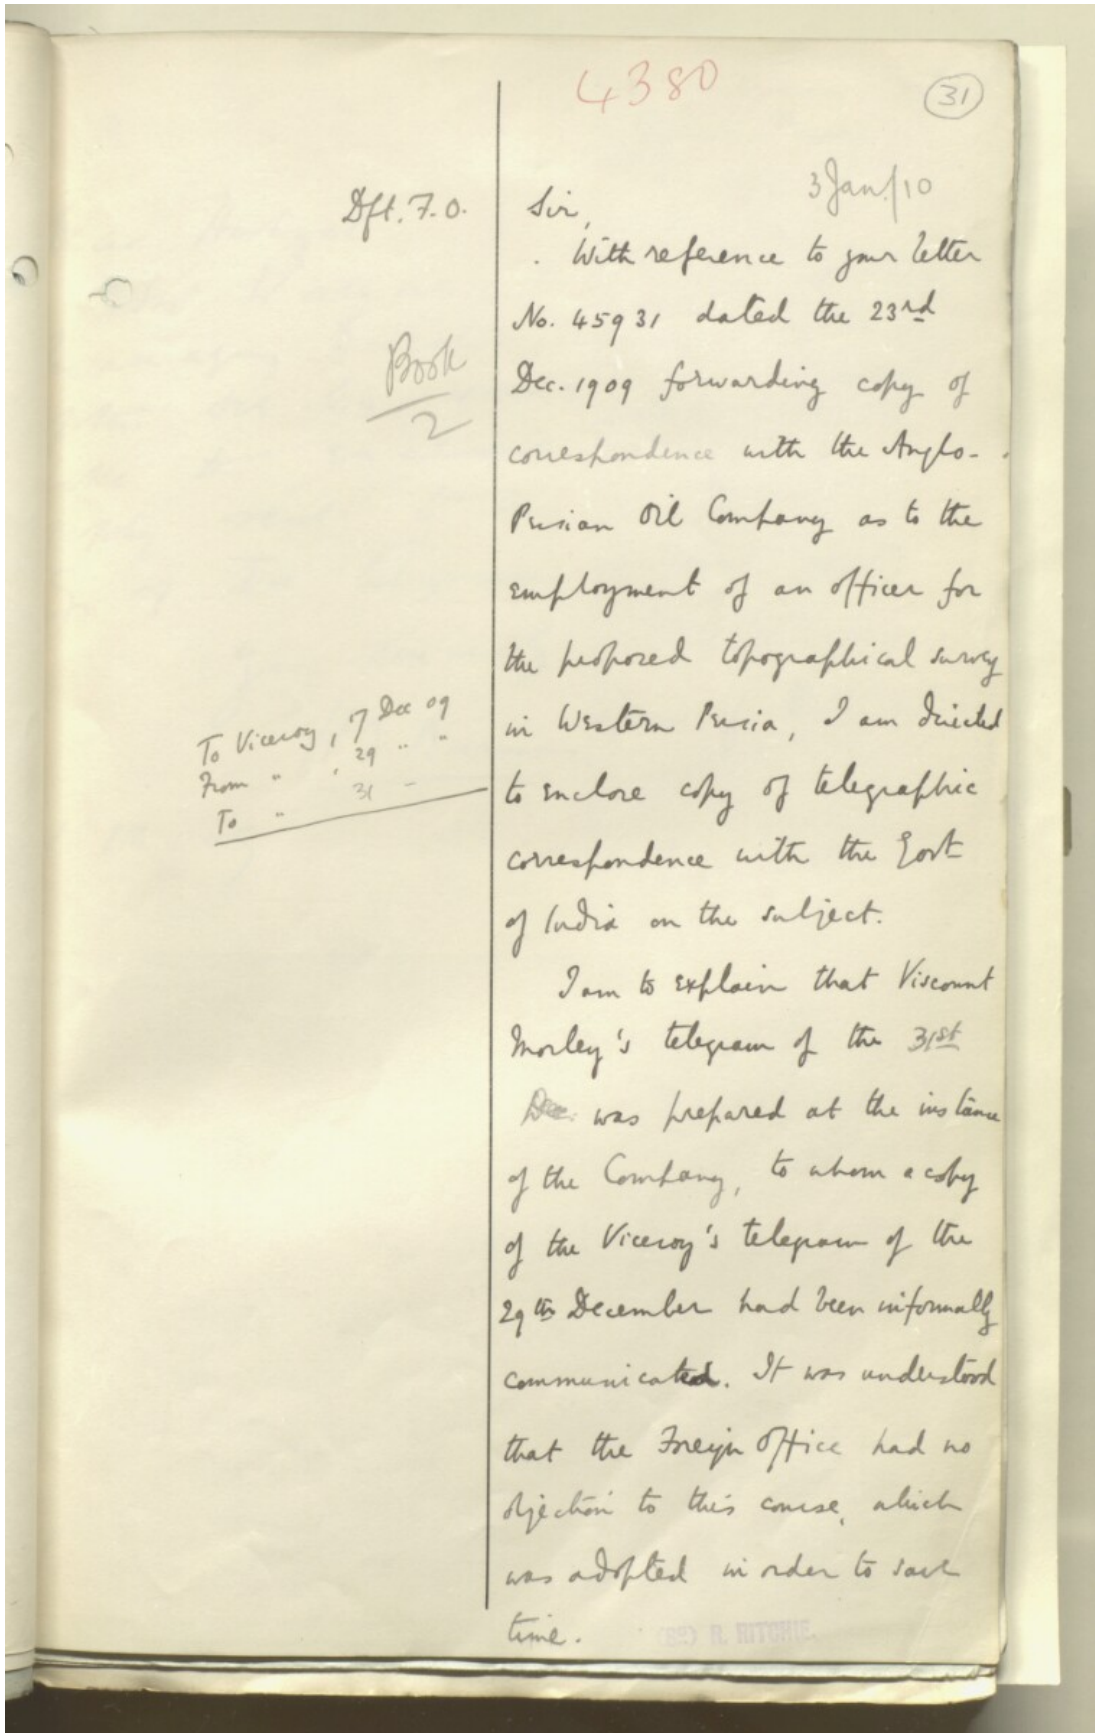 4380
31
3 Jan./10
Dft. F.O.
Sir,
With reference to your letter
No. 45931 dated the 23rd
Book
2
Dec. 1909 forwarding copy of
correspondence with the Anglo-
Persian Oil Company as to the
employment of an officer for
the proposed topographical survey
in Western Persia, I am directed
To Viceroy, 17 Dec 09
From " , 29 " "
To " 31 -
to enclose copy of telegraphic
correspondence with the Govt
of India on the subject.
I am to explain that Viscount
Morley's telegram of the 31st
Dec. was prepared at the instance
of the Company, to whom a copy
of the Viceroy's telegram of the
29th December had been informally
communicated. It was understood
that the Foreign Office had no
objection to this course, which
was adopted in order to save
time.
(Sd) R. RITCHIE.